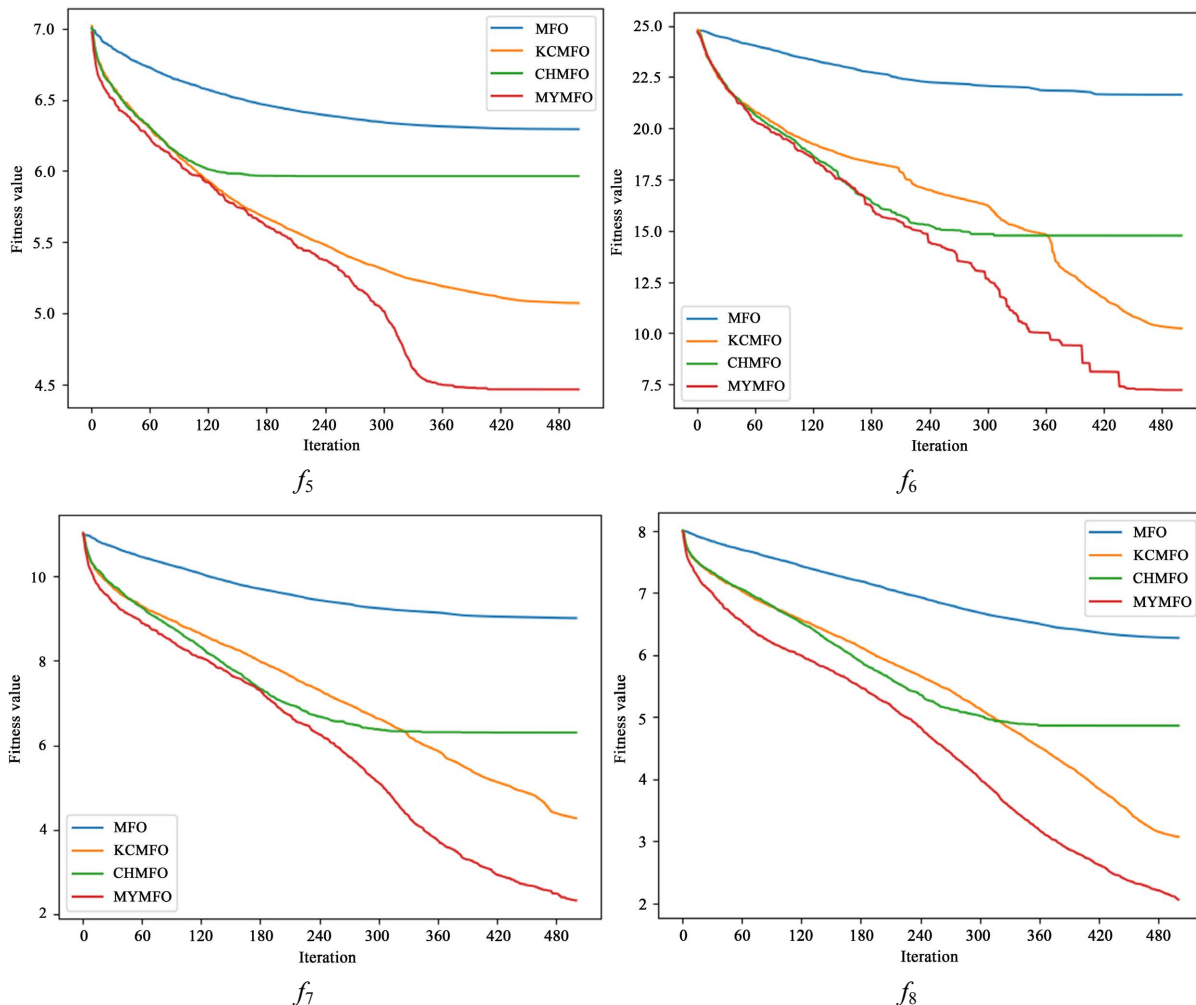 7.0
6.5
6.0
5.5
5.0
4.5
Fitness value
0 60 120 180 240 300 360 420 480
Iteration
MFO
KCMFO
CHMFO
MYMFO
f5
25.0
22.5
20.0
17.5
15.0
12.5
10.0
7.5
Fitness value
0 60 120 180 240 300 360 420 480
Iteration
MFO
KCMFO
CHMFO
MYMFO
f6
10
8
6
4
2
Fitness value
0 60 120 180 240 300 360 420 480
Iteration
MFO
KCMFO
CHMFO
MYMFO
f7
8
7
6
5
4
3
2
Fitness value
0 60 120 180 240 300 360 420 480
Iteration
MFO
KCMFO
CHMFO
MYMFO
f8